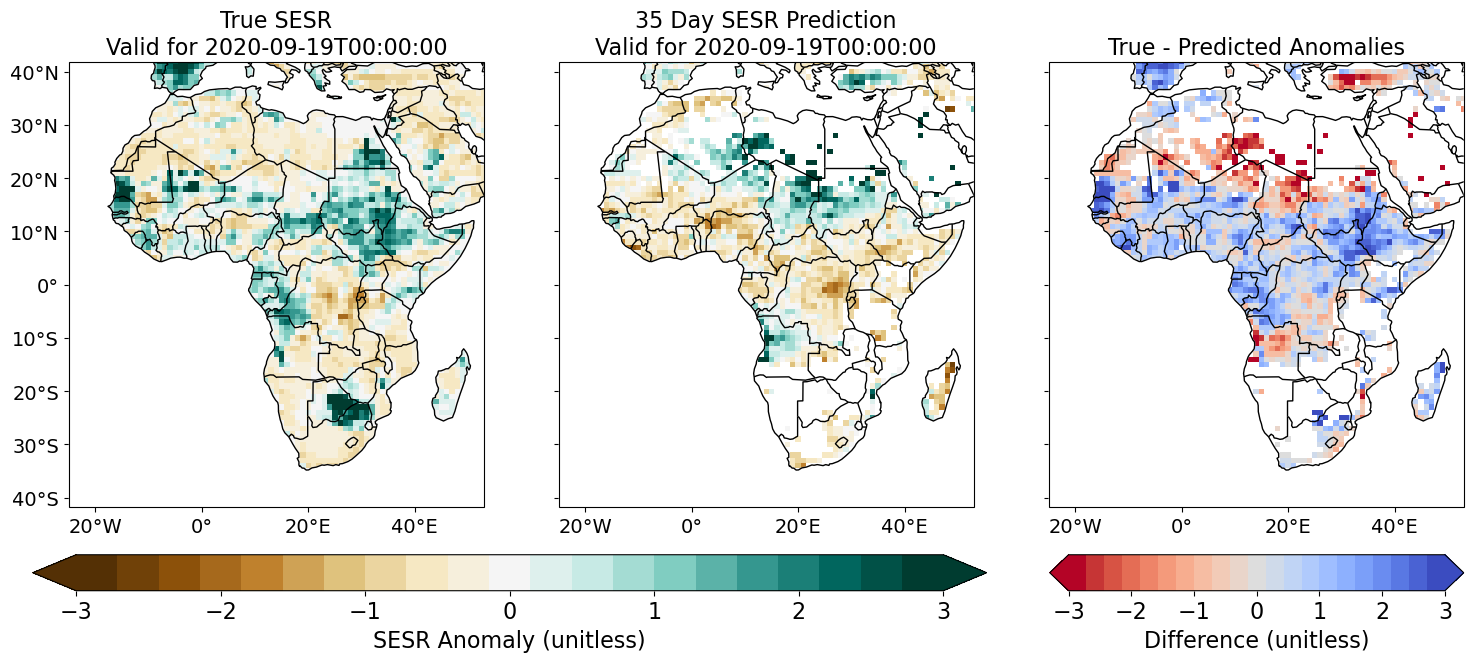 True SESR
Valid for 2020-09-19T00:00:00
35 Day SESR Prediction
Valid for 2020-09-19T00:00:00
True - Predicted Anomalies
40°N
30°N
20°N
10°N
0°
10°S
20°S
30°S
40°S
20°W 0° 20°E 40°E
20°W 0° 20°E 40°E
20°W 0° 20°E 40°E
−3 −2 −1 0 1 2 3
SESR Anomaly (unitless)
−3 −2 −1 0 1 2 3
Difference (unitless)